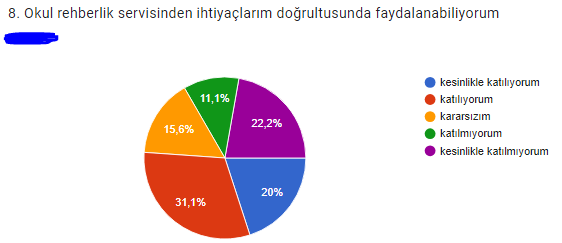 8. Okul rehberlik servisinden ihtiyaçlarım doğrultusunda faydalanabiliyorum
11,1%
15,6%
22,2%
31,1%
20%
kesinlikle katılıyorum
katılıyorum
kararsızım
katılmıyorum
kesinlikle katılmıyorum